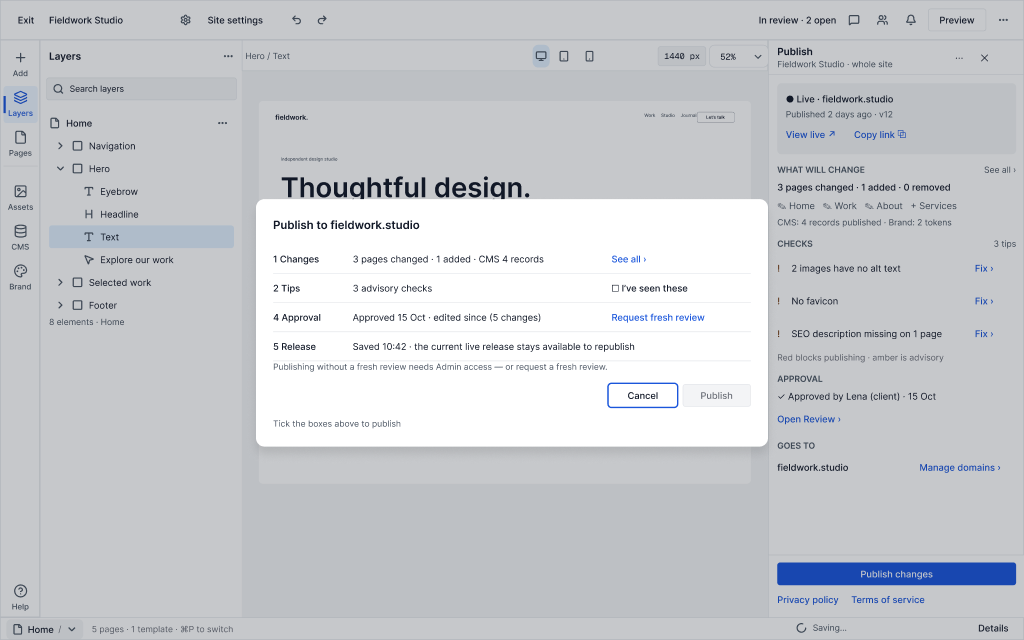 Exit
Fieldwork Studio
Site settings
In review · 2 open
Preview
Add
Layers
Pages
Assets
CMS
Brand
Help
Layers
Search layers
Home
Navigation
Hero
Eyebrow
Headline
Text
Explore our work
Selected work
Footer
8 elements · Home
Hero / Text
1440 px
52%
fieldwork.
Work
Studio
Journal
Let's talk
Independent design studio
Thoughtful design.
Publish to fieldwork.studio
1 Changes
3 pages changed · 1 added · CMS 4 records
See all ›
2 Tips
3 advisory checks
I've seen these
4 Approval
Approved 15 Oct · edited since (5 changes)
Request fresh review
5 Release
Saved 10:42 · the current live release stays available to republish
Publishing without a fresh review needs Admin access — or request a fresh review.
Cancel
Publish
Tick the boxes above to publish
Publish
Fieldwork Studio · whole site
Live · fieldwork.studio
Published 2 days ago · v12
View live ↗
Copy link
WHAT WILL CHANGE
See all ›
3 pages changed · 1 added · 0 removed
✎ Home ✎ Work ✎ About + Services
CMS: 4 records published · Brand: 2 tokens
CHECKS
3 tips
! 2 images have no alt text
Fix ›
! No favicon
Fix ›
! SEO description missing on 1 page
Fix ›
Red blocks publishing · amber is advisory
APPROVAL
✓ Approved by Lena (client) · 15 Oct
Open Review ›
GOES TO
fieldwork.studio
Manage domains ›
Publish changes
Privacy policy
Terms of service
Home /
5 pages · 1 template · ⌘P to switch
Saving...
Details